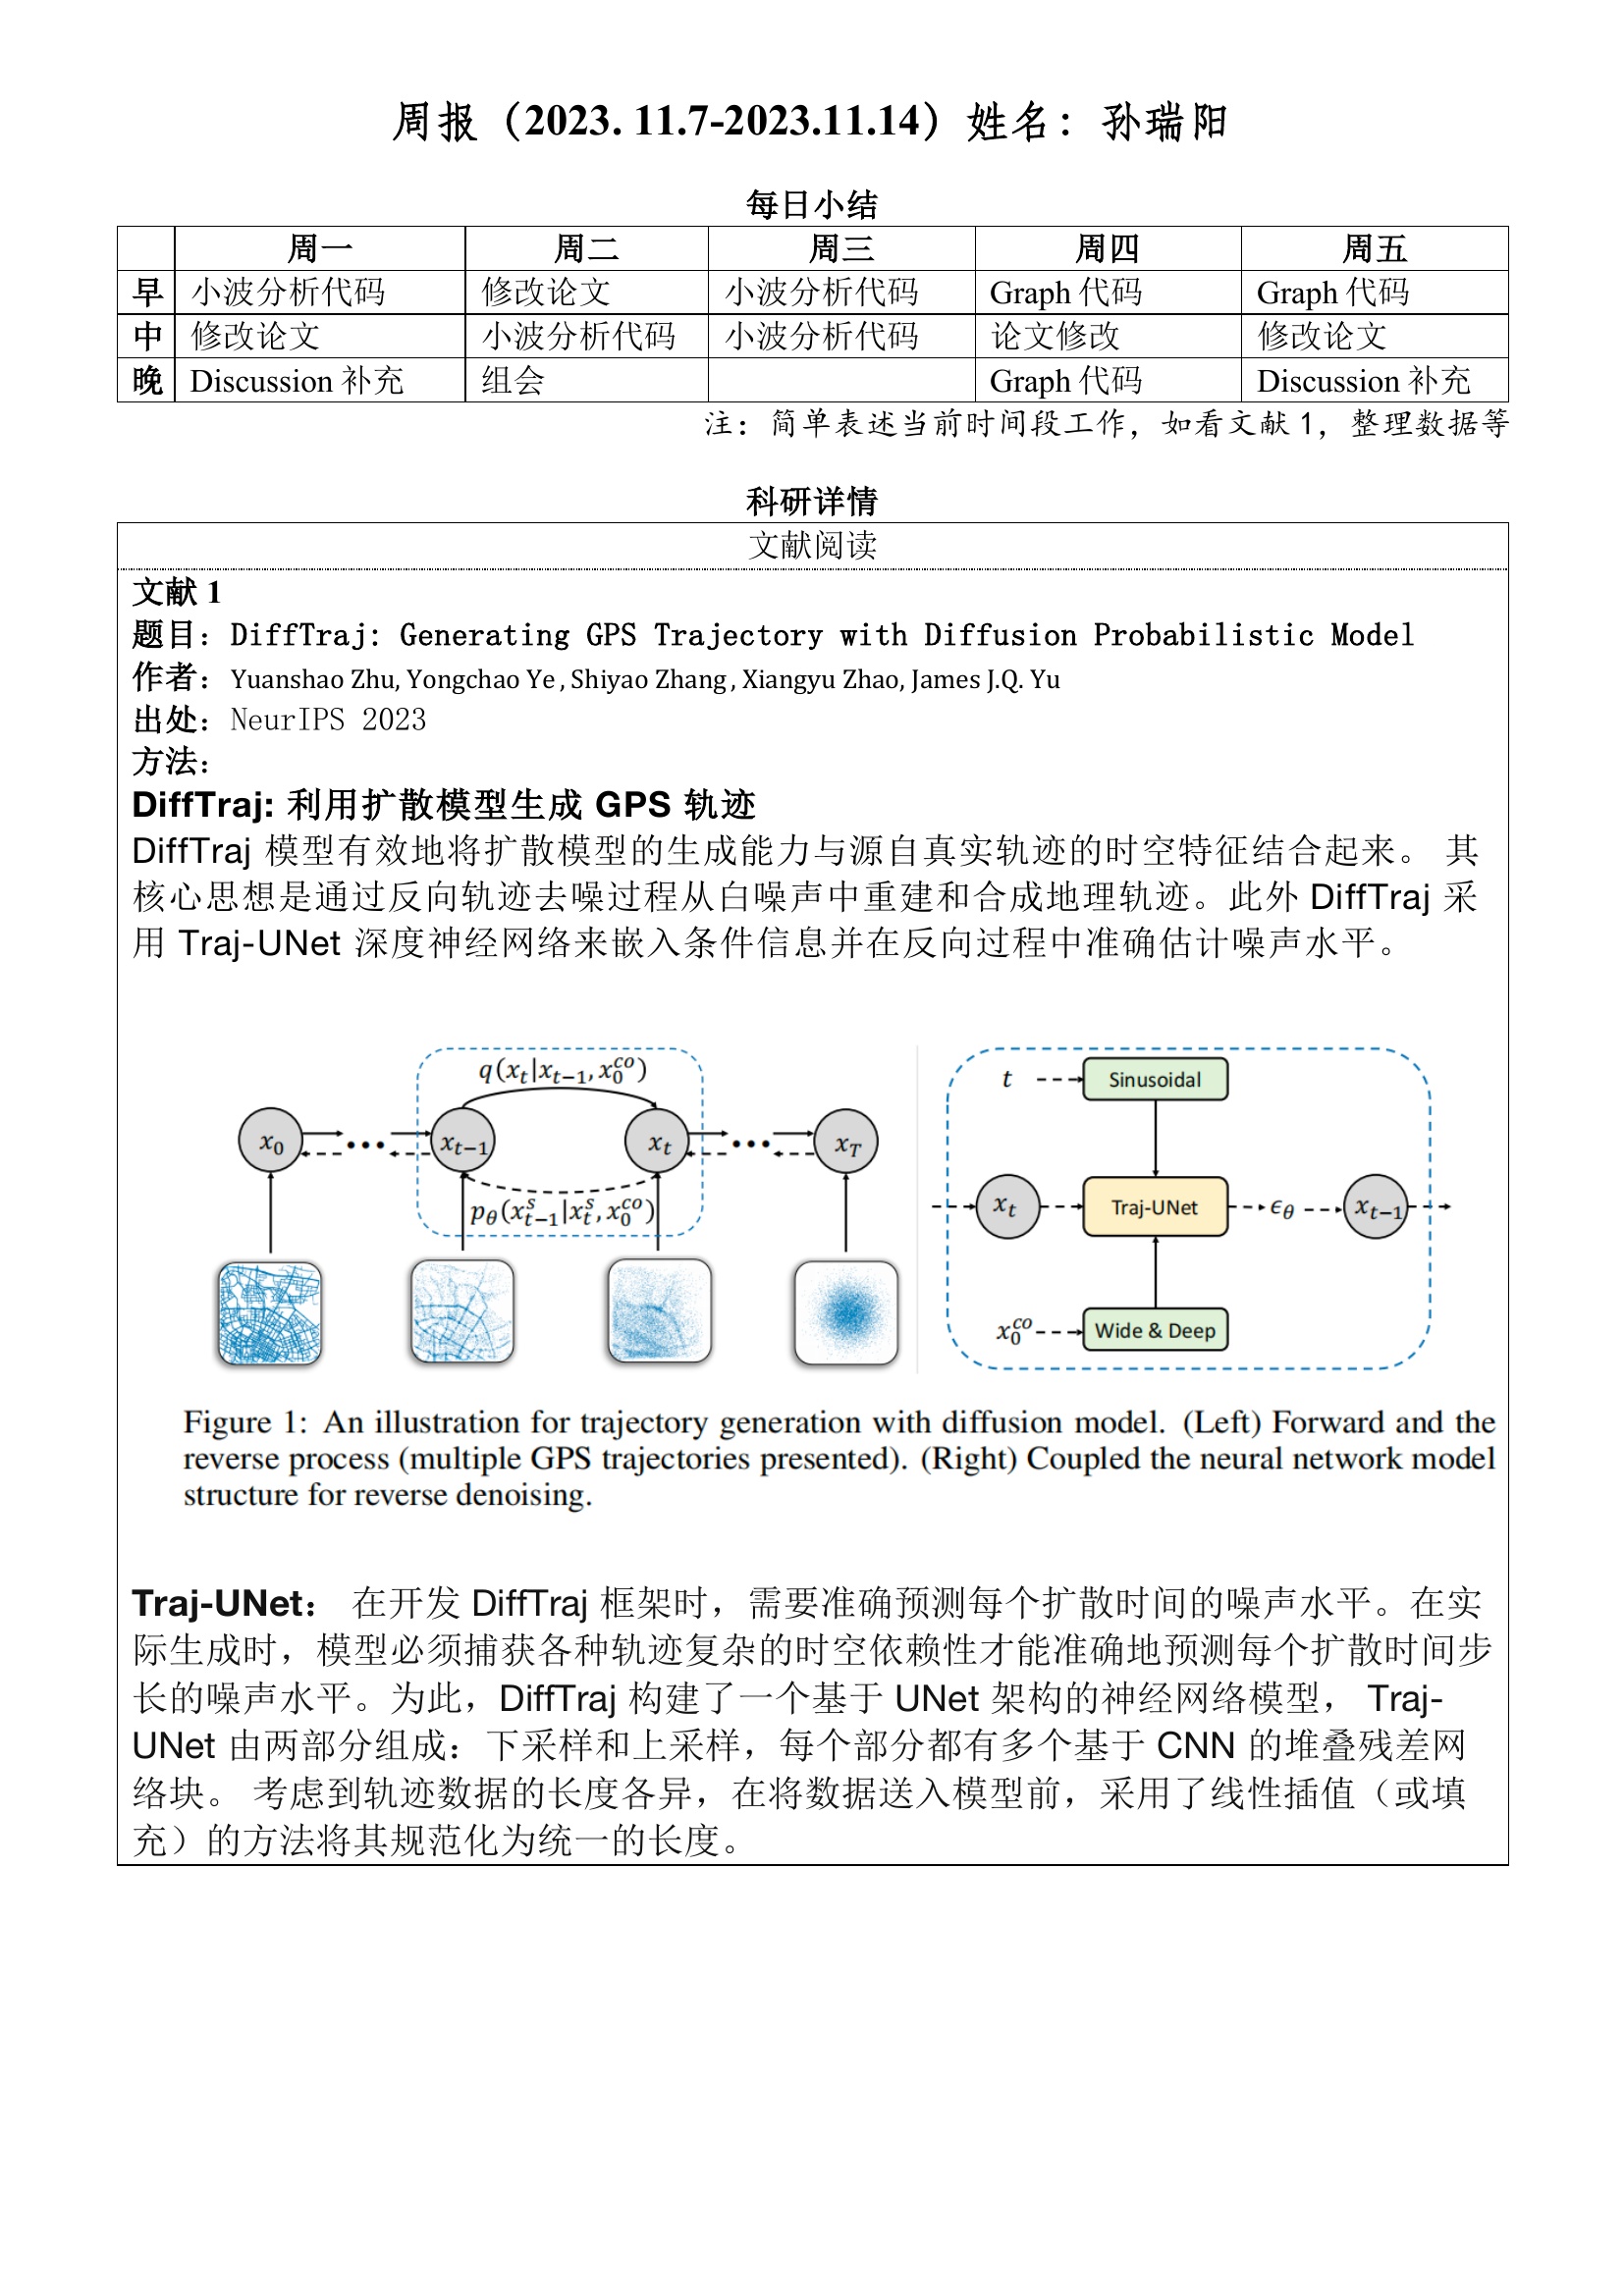 周报（2023. 11.7-2023.11.14）姓名：孙瑞阳
每日小结
周一 周二 周三 周四 周五
早 小波分析代码 修改论文 小波分析代码 Graph 代码 Graph 代码
中 修改论文 小波分析代码 小波分析代码 论文修改 修改论文
晚 Discussion 补充 组会 Graph 代码 Discussion 补充
注：简单表述当前时间段工作，如看文献 1，整理数据等
科研详情
文献阅读
文献 1
题目：DiffTraj: Generating GPS Trajectory with Diffusion Probabilistic Model
作者：Yuanshao Zhu, Yongchao Ye , Shiyao Zhang , Xiangyu Zhao, James J.Q. Yu
出处：NeurIPS 2023
方法：
DiffTraj: 利用扩散模型生成 GPS 轨迹
DiffTraj 模型有效地将扩散模型的生成能力与源自真实轨迹的时空特征结合起来。 其
核心思想是通过反向轨迹去噪过程从白噪声中重建和合成地理轨迹。此外 DiffTraj 采
用 Traj-UNet 深度神经网络来嵌入条件信息并在反向过程中准确估计噪声水平。
q(x_t|x_{t−1}, x_0^{co})
x_0 ··· x_{t−1} x_t ··· x_T
p_θ(x_{t−1}^s|x_t^s, x_0^{co})
t Sinusoidal
x_t Traj-UNet ϵ_θ x_{t−1}
x_0^{co} Wide & Deep
Figure 1: An illustration for trajectory generation with diffusion model. (Left) Forward and the
reverse process (multiple GPS trajectories presented). (Right) Coupled the neural network model
structure for reverse denoising.
Traj-UNet： 在开发 DiffTraj 框架时，需要准确预测每个扩散时间的噪声水平。在实
际生成时，模型必须捕获各种轨迹复杂的时空依赖性才能准确地预测每个扩散时间步
长的噪声水平。为此，DiffTraj 构建了一个基于 UNet 架构的神经网络模型， Traj-
UNet 由两部分组成：下采样和上采样，每个部分都有多个基于 CNN 的堆叠残差网
络块。 考虑到轨迹数据的长度各异，在将数据送入模型前，采用了线性插值（或填
充）的方法将其规范化为统一的长度。